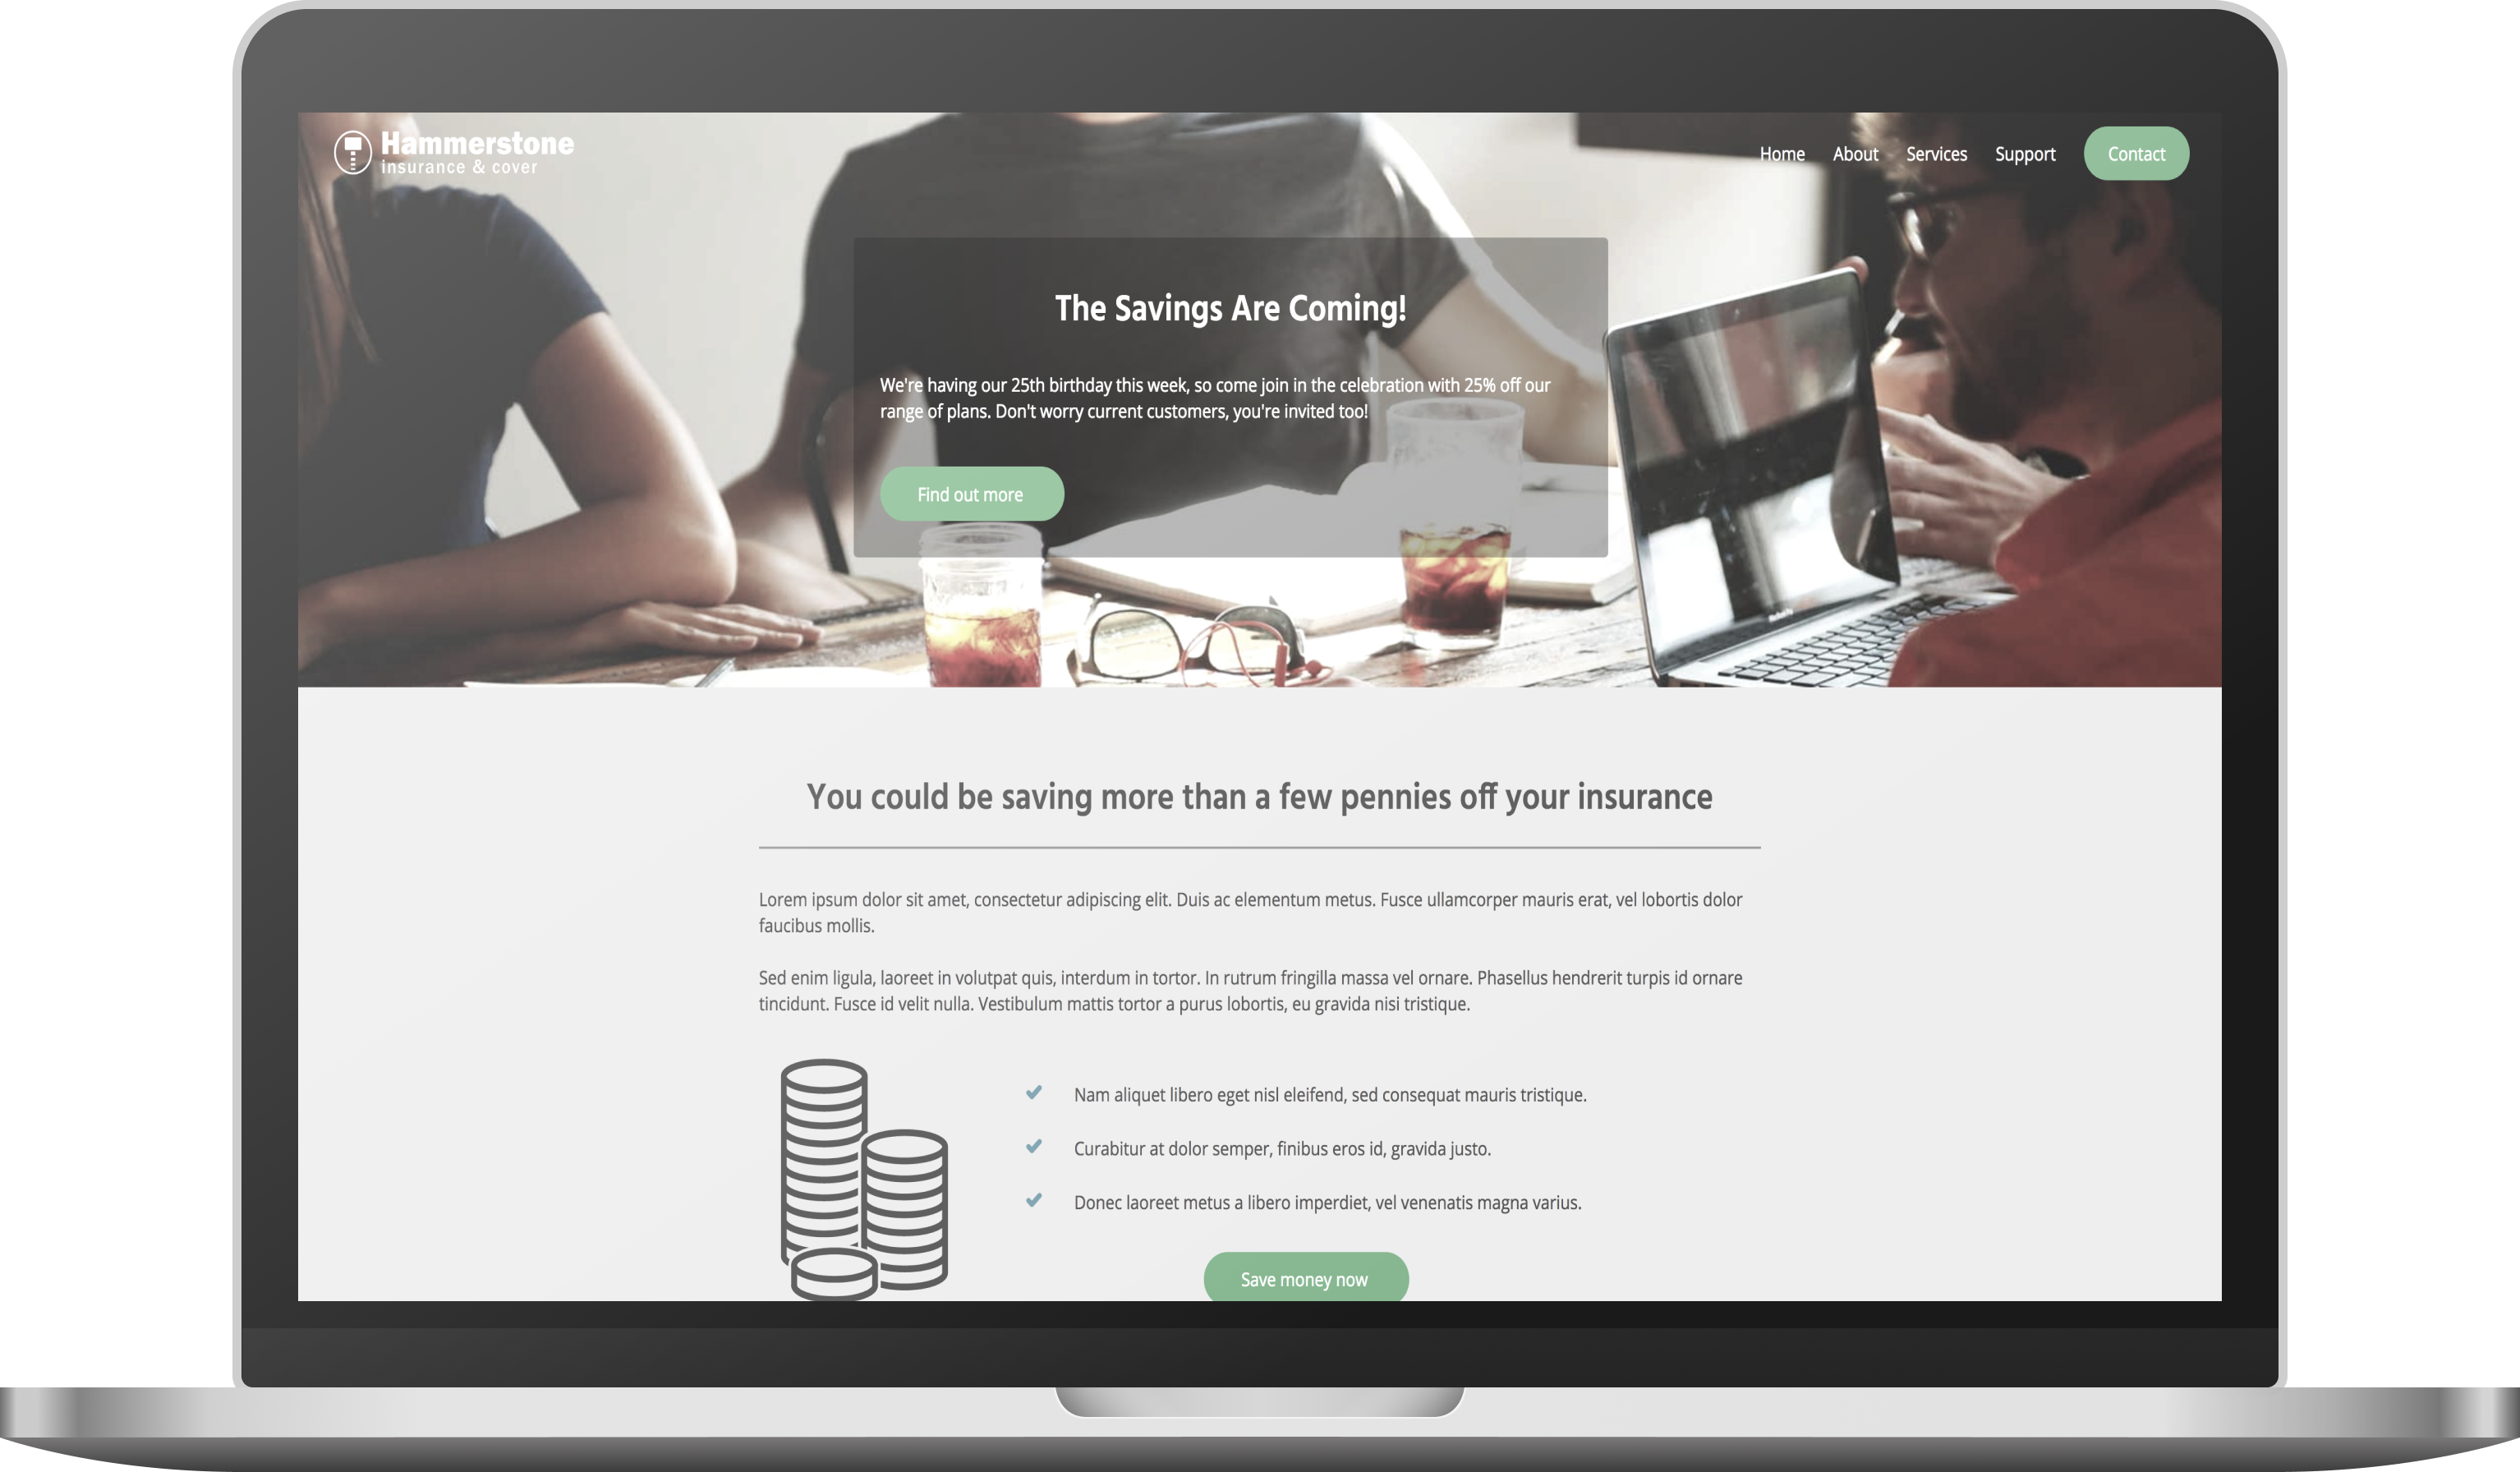 Hammerstone
insurance & cover
Home About Services Support Contact
The Savings Are Coming!
We're having our 25th birthday this week, so come join in the celebration with 25% off our
range of plans. Don't worry current customers, you're invited too!
Find out more
You could be saving more than a few pennies off your insurance
Lorem ipsum dolor sit amet, consectetur adipiscing elit. Duis ac elementum metus. Fusce ullamcorper mauris erat, vel lobortis dolor
faucibus mollis.
Sed enim ligula, laoreet in volutpat quis, interdum in tortor. In rutrum fringilla massa vel ornare. Phasellus hendrerit turpis id ornare
tincidunt. Fusce id velit nulla. Vestibulum mattis tortor a purus lobortis, eu gravida nisi tristique.
Nam aliquet libero eget nisl eleifend, sed consequat mauris tristique.
Curabitur at dolor semper, finibus eros id, gravida justo.
Donec laoreet metus a libero imperdiet, vel venenatis magna varius.
Save money now